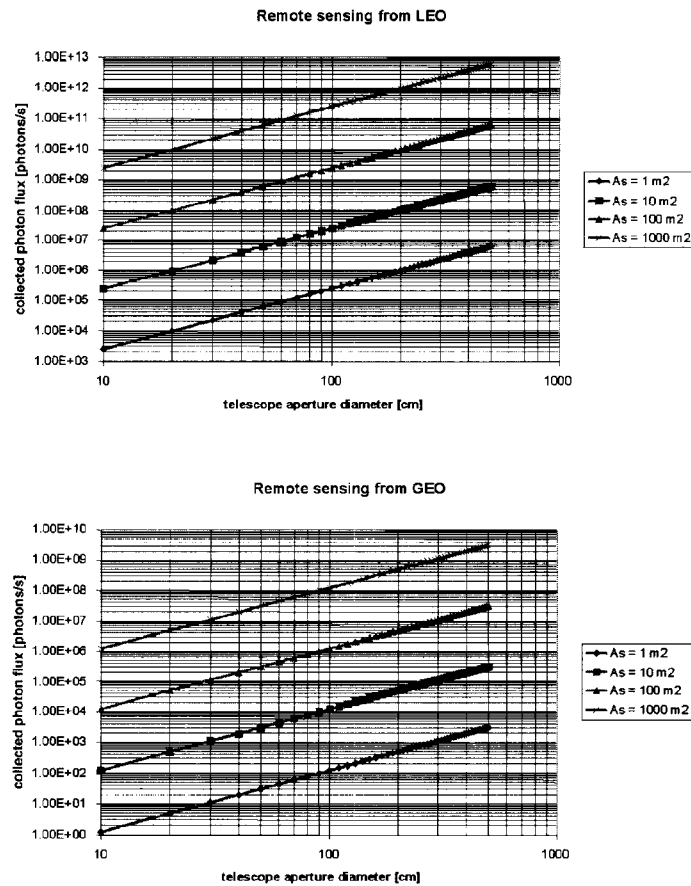 Remote sensing from LEO
collected photon flux [photons/s]
1.00E+13
1.00E+12
1.00E+11
1.00E+10
1.00E+09
1.00E+08
1.00E+07
1.00E+06
1.00E+05
1.00E+04
1.00E+03
10
100
1000
telescope aperture diameter [cm]
As = 1 m2
As = 10 m2
As = 100 m2
As = 1000 m2
Remote sensing from GEO
collected photon flux [photons/s]
1.00E+10
1.00E+09
1.00E+08
1.00E+07
1.00E+06
1.00E+05
1.00E+04
1.00E+03
1.00E+02
1.00E+01
1.00E+00
10
100
1000
telescope aperture diameter [cm]
As = 1 m2
As = 10 m2
As = 100 m2
As = 1000 m2